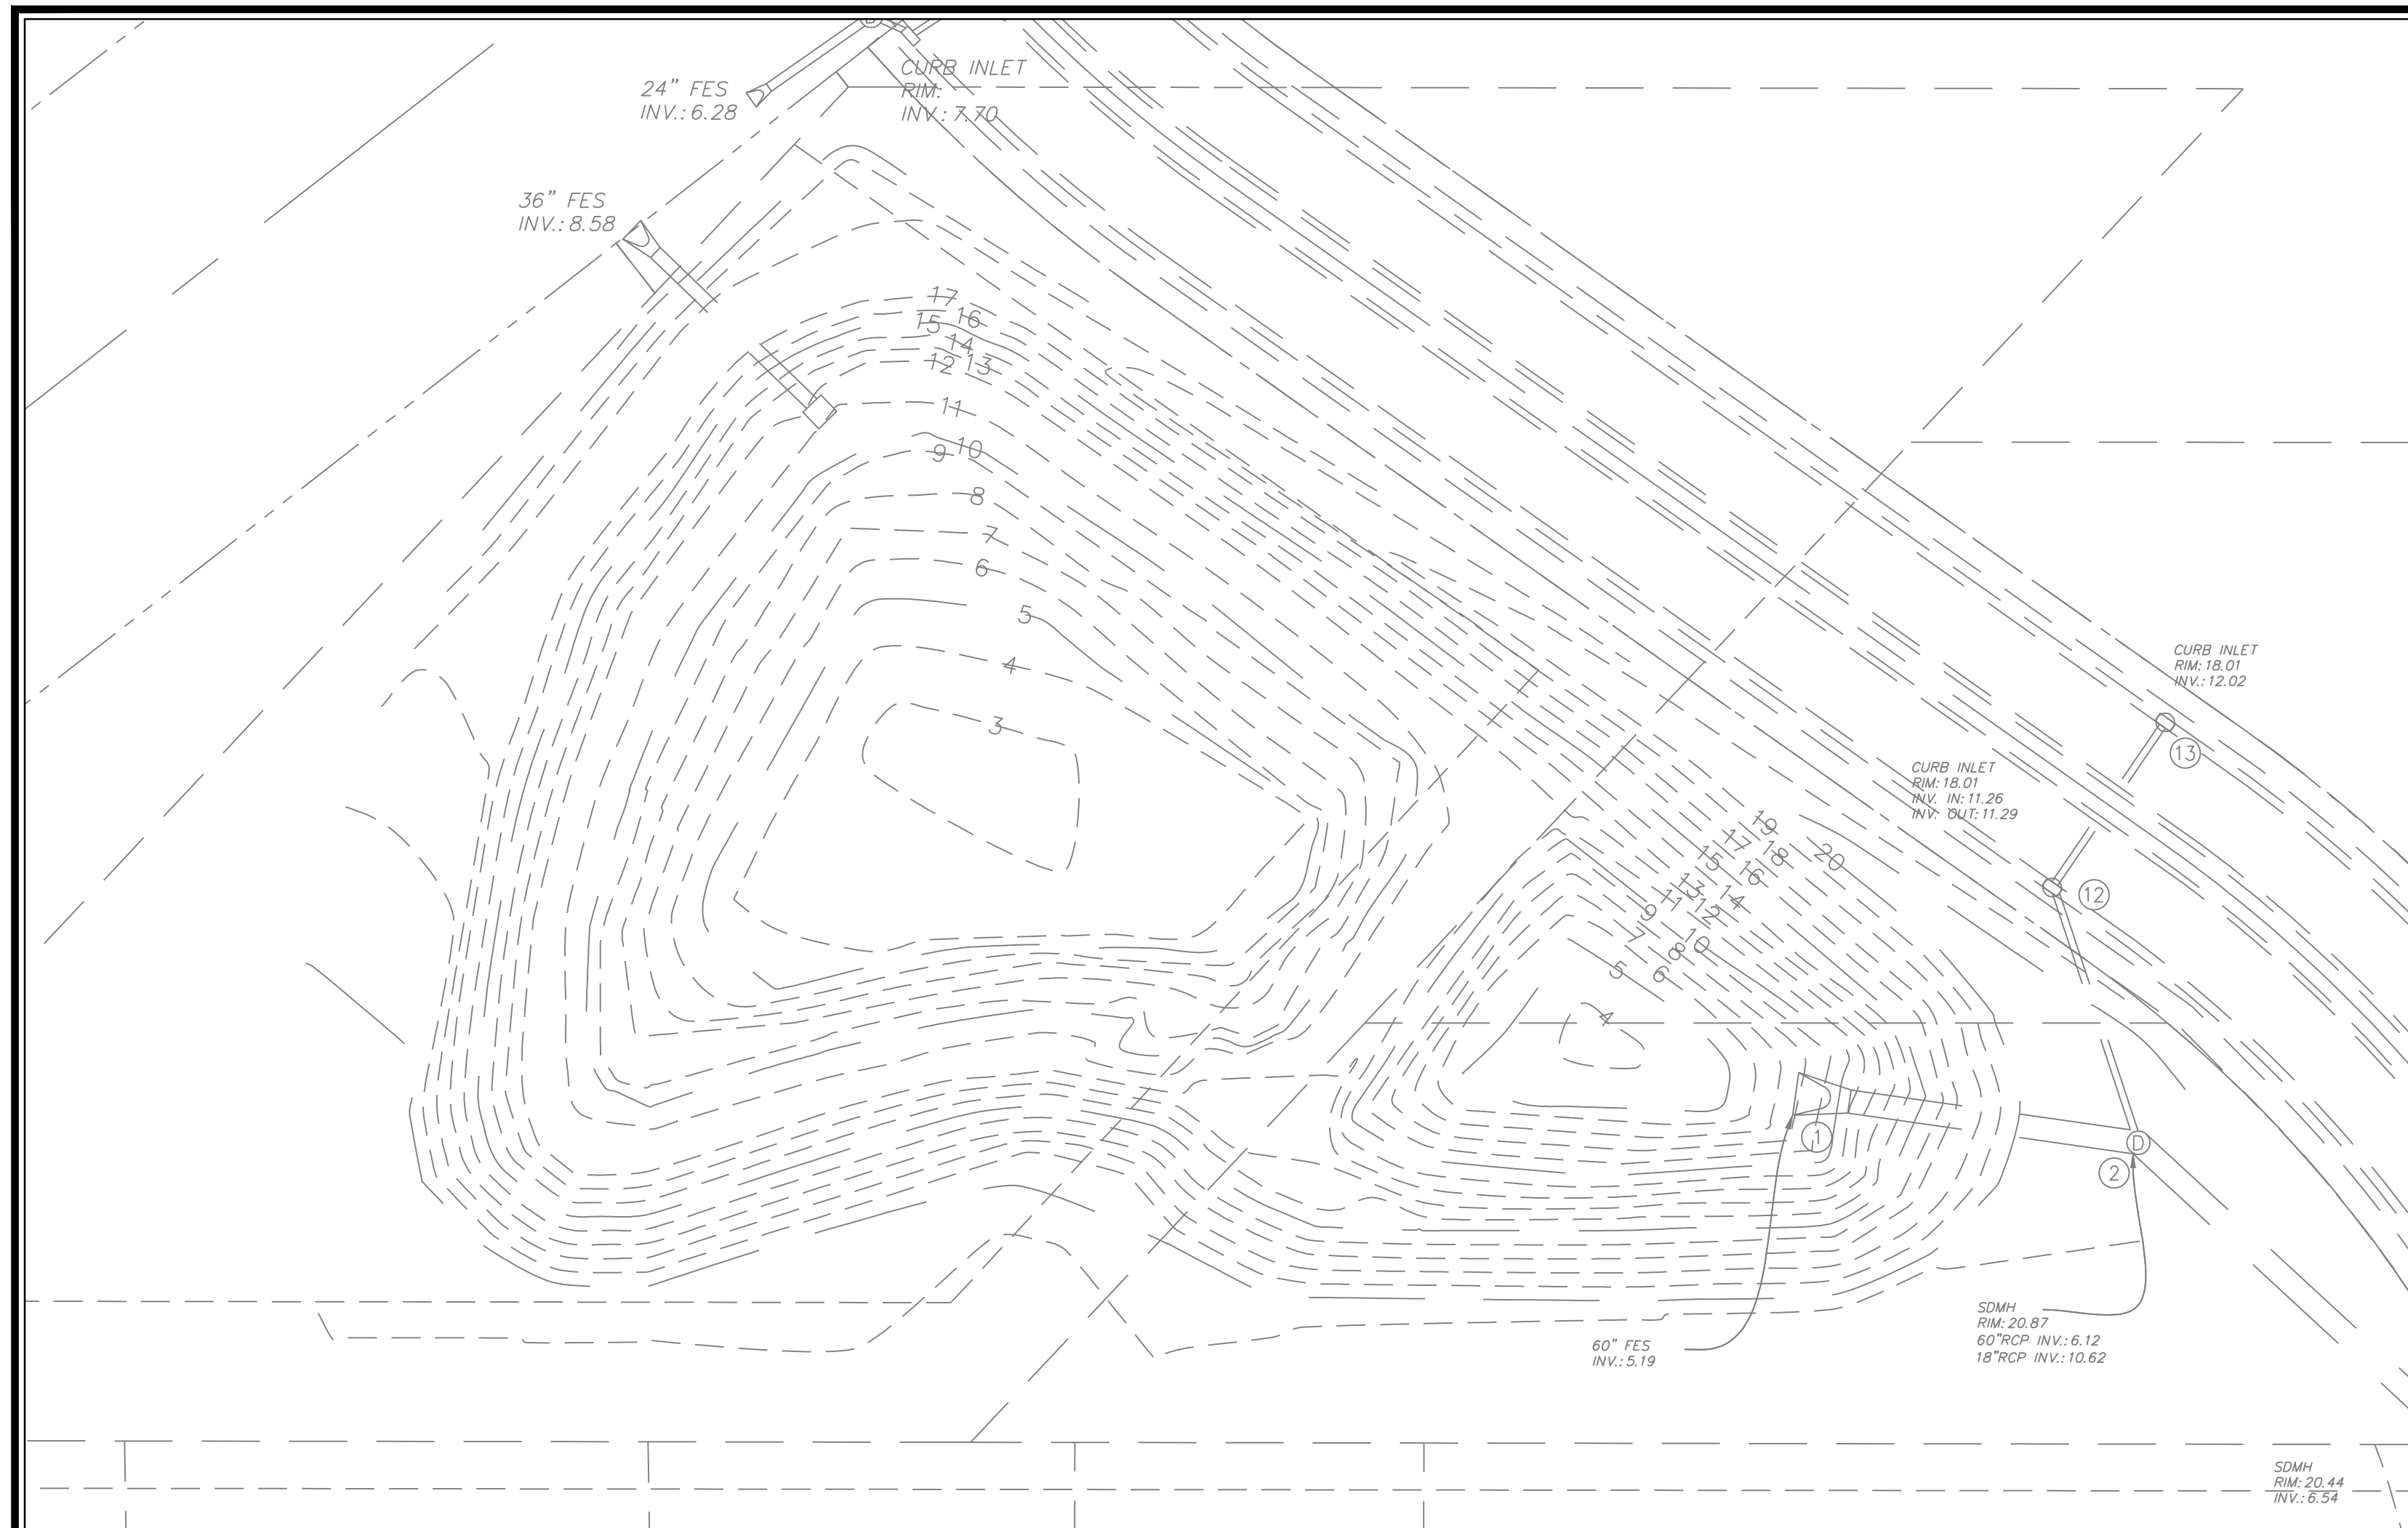 D
CURB INLET
RIM:
INV.: 7.70
24" FES
INV.: 6.28
36" FES
INV.: 8.58
17
16
15
14
13
12
11
10
9
8
7
6
5
4
3
CURB INLET
RIM: 18.01
INV.: 12.02
13
CURB INLET
RIM: 18.01
INV. IN: 11.26
INV. OUT: 11.29
12
19
20
17
18
15
16
13
14
11
12
9
10
7
8
5
6
4
1
D
2
SDMH
RIM: 20.87
60"RCP INV.: 6.12
18"RCP INV.: 10.62
60" FES
INV.: 5.19
SDMH
RIM: 20.44
INV.: 6.54